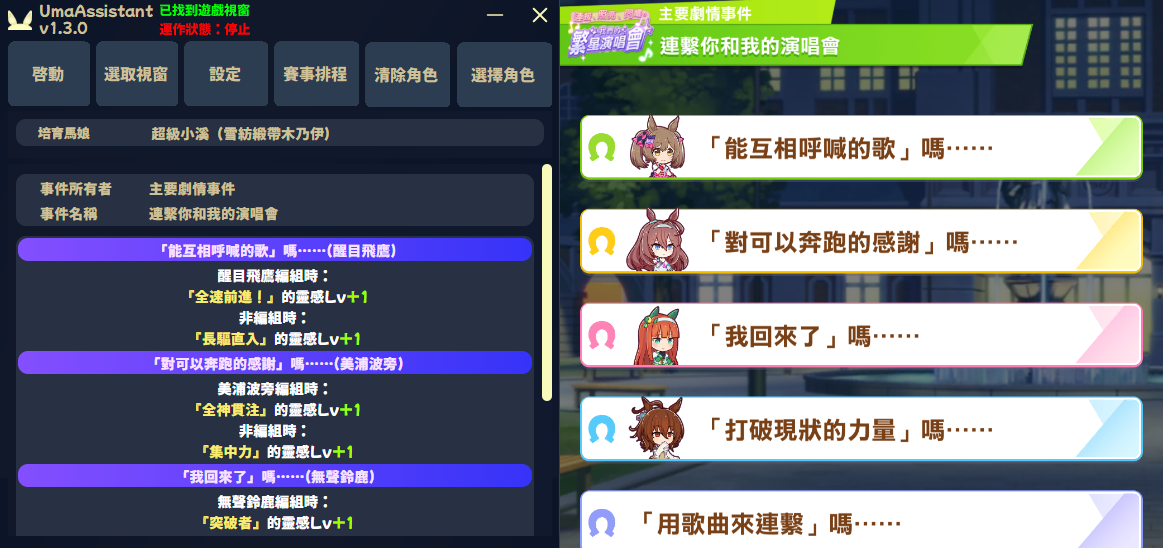 UmaAssistant
v1.3.0
已找到遊戲視窗
運作狀態：停止
啓動
選取視窗
設定
賽事排程
清除角色
選擇角色
培育馬娘 超級小溪（雪紡緞帶木乃伊）
事件所有者 主要劇情事件
事件名稱 連繫你和我的演唱會
「能互相呼喊的歌」嗎……(醒目飛鷹)
醒目飛鷹編組時：
『全速前進！』的靈感Lv+1
非編組時：
『長驅直入』的靈感Lv+1
「對可以奔跑的感謝」嗎……(美浦波旁)
美浦波旁編組時：
『全神貫注』的靈感Lv+1
非編組時：
『集中力』的靈感Lv+1
「我回來了」嗎……(無聲鈴鹿)
無聲鈴鹿編組時：
『突破者』的靈感Lv+1
繁星演唱會
主要劇情事件
連繫你和我的演唱會
「能互相呼喊的歌」嗎……
「對可以奔跑的感謝」嗎……
「我回來了」嗎……
「打破現狀的力量」嗎……
「用歌曲來連繫」嗎……